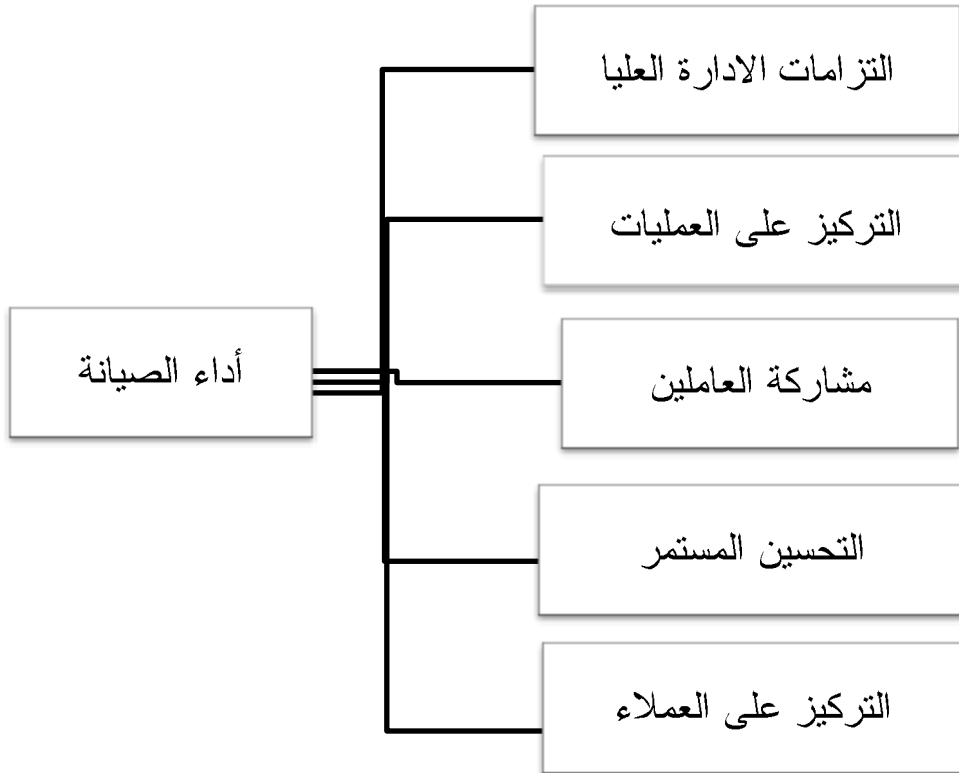 التزامات الادارة العليا
التركيز على العمليات
مشاركة العاملين
أداء الصيانة
التحسين المستمر
التركيز على العملاء